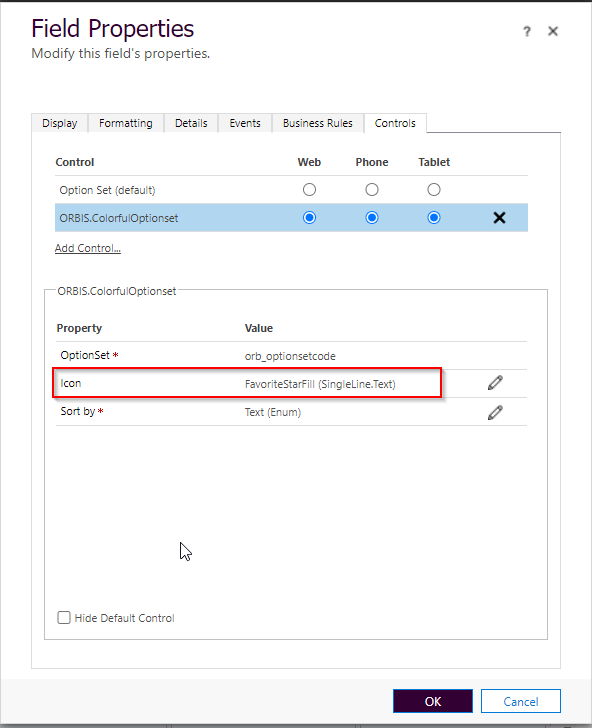 Field Properties
? ✕
Modify this field's properties.
Display Formatting Details Events Business Rules Controls
Control Web Phone Tablet
Option Set (default)
ORBIS.ColorfulOptionset
Add Control...
ORBIS.ColorfulOptionset
Property Value
OptionSet * orb_optionsetcode
Icon FavoriteStarFill (SingleLine.Text)
Sort by * Text (Enum)
Hide Default Control
OK Cancel